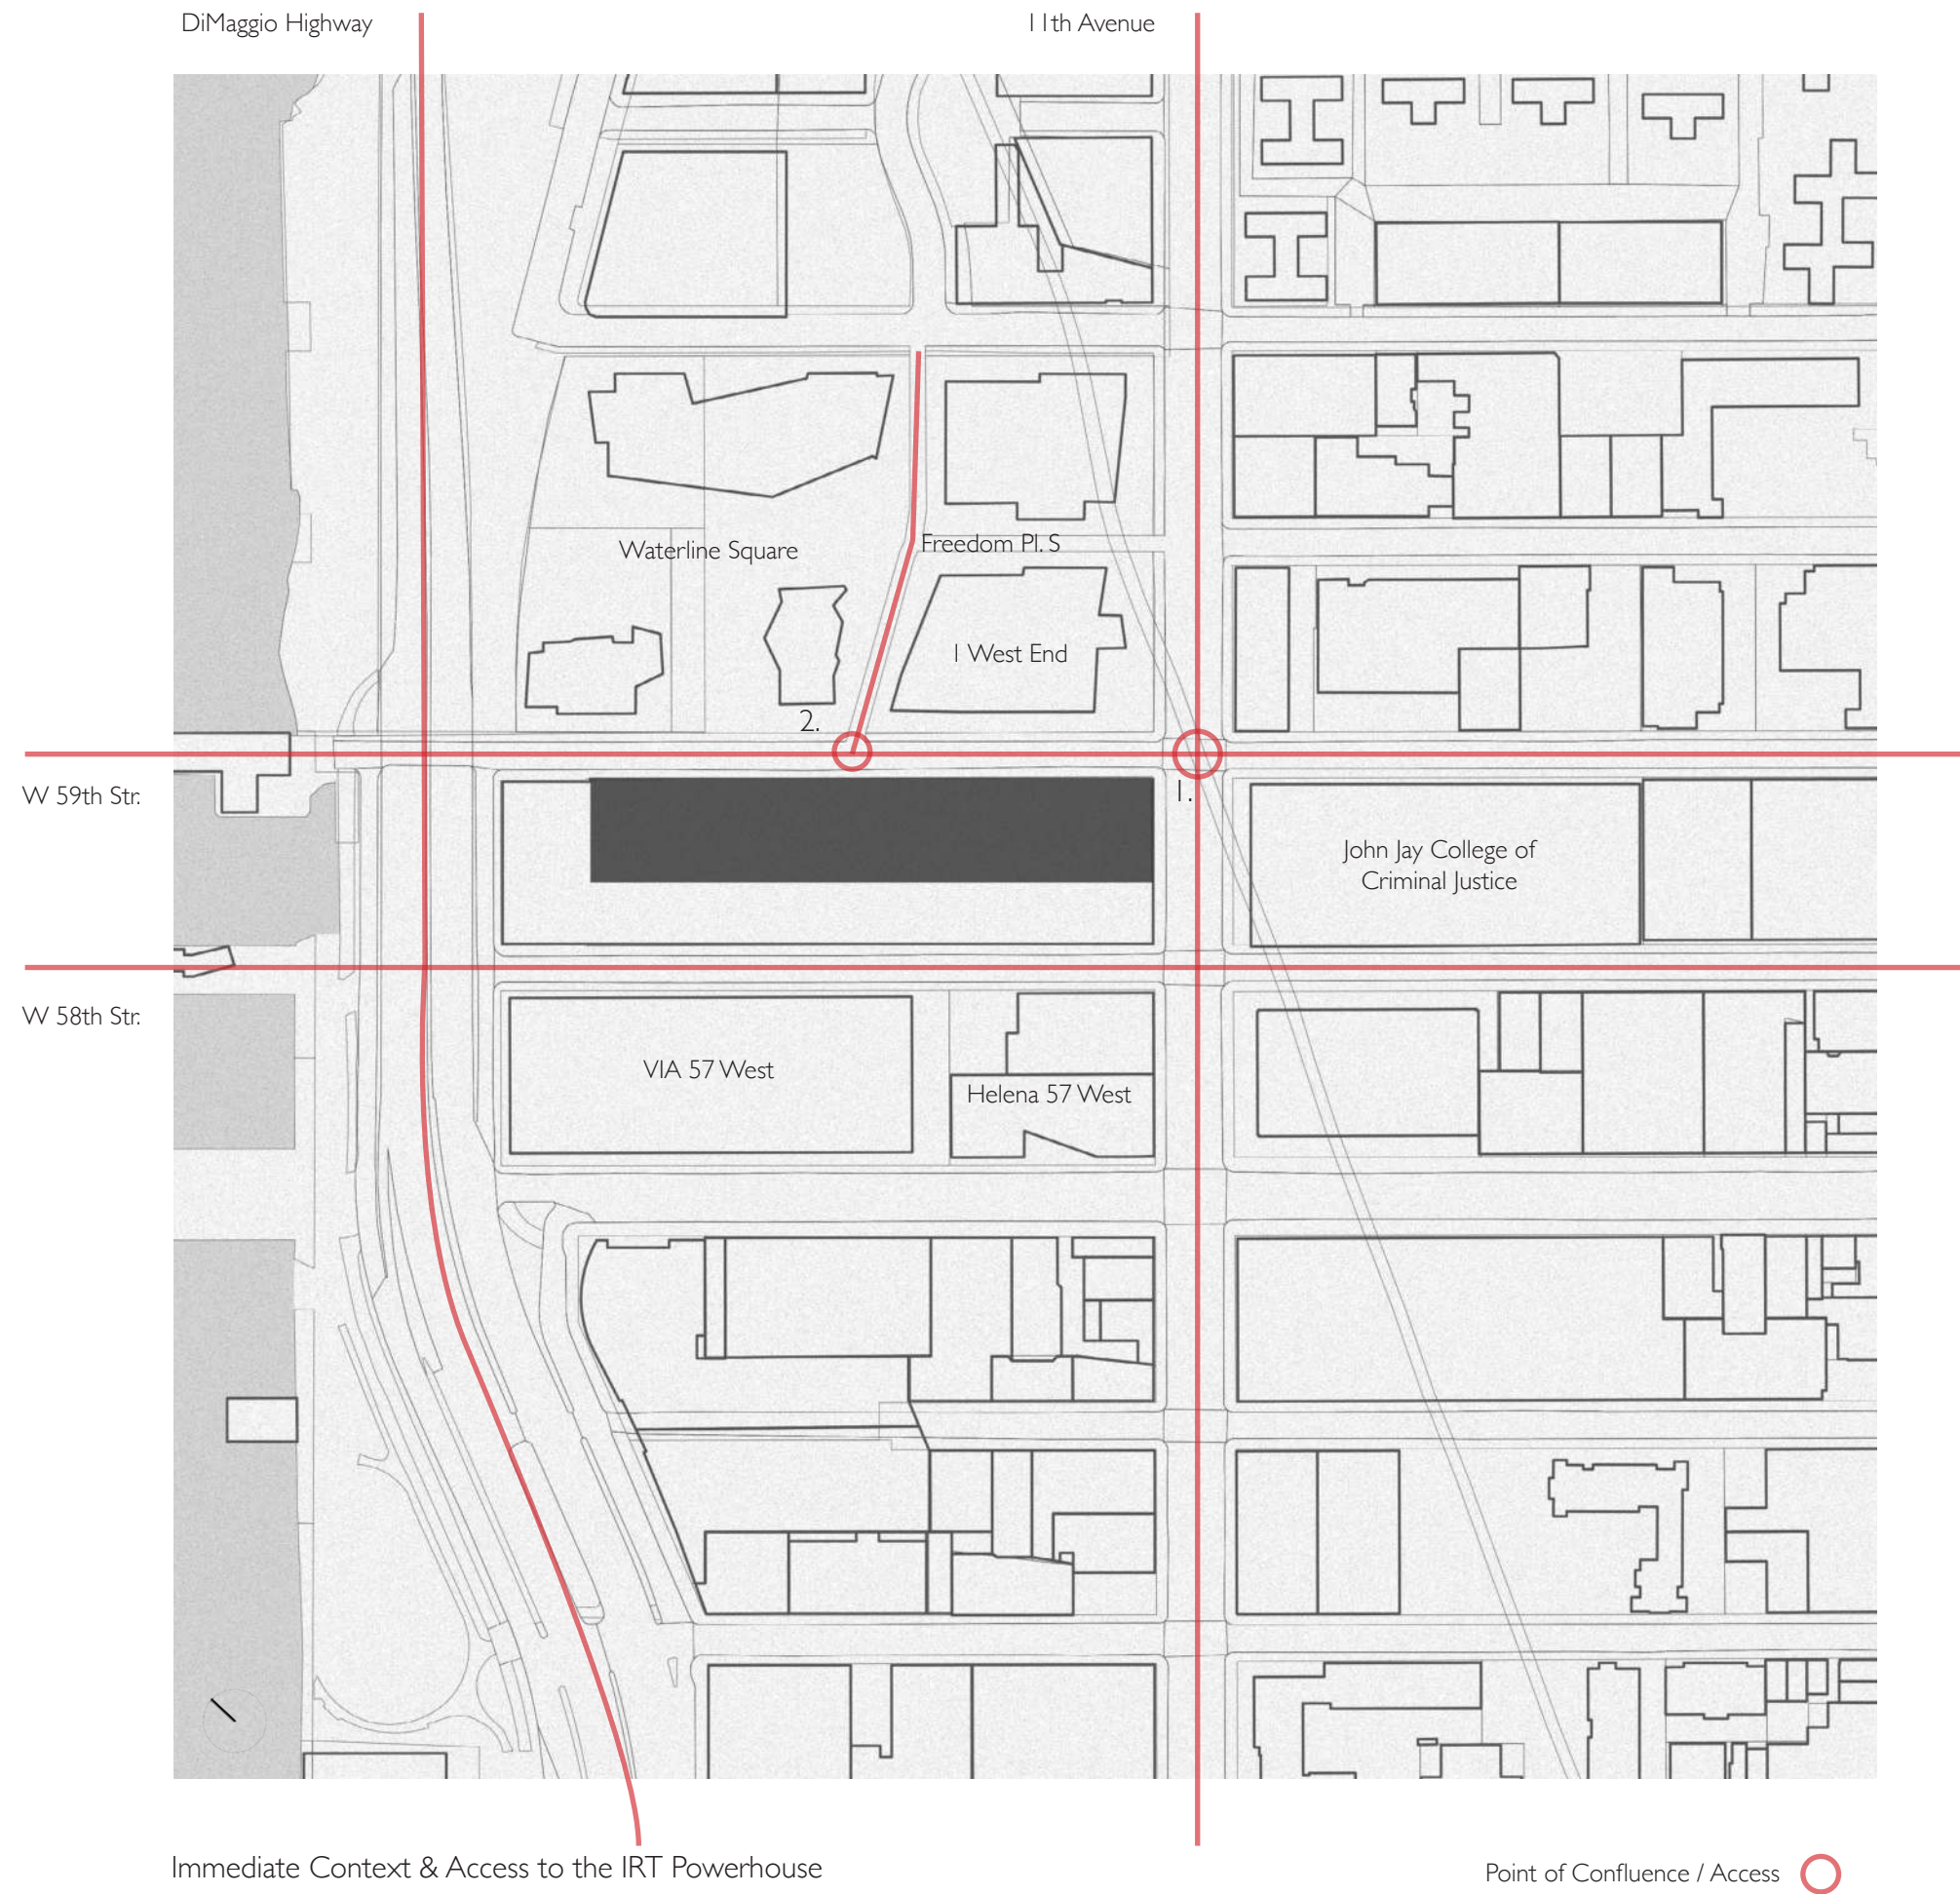 DiMaggio Highway
11th Avenue
Waterline Square
Freedom Pl. S
1 West End
2.
W 59th Str.
1.
John Jay College of
Criminal Justice
W 58th Str.
VIA 57 West
Helena 57 West
Immediate Context & Access to the IRT Powerhouse
Point of Confluence / Access